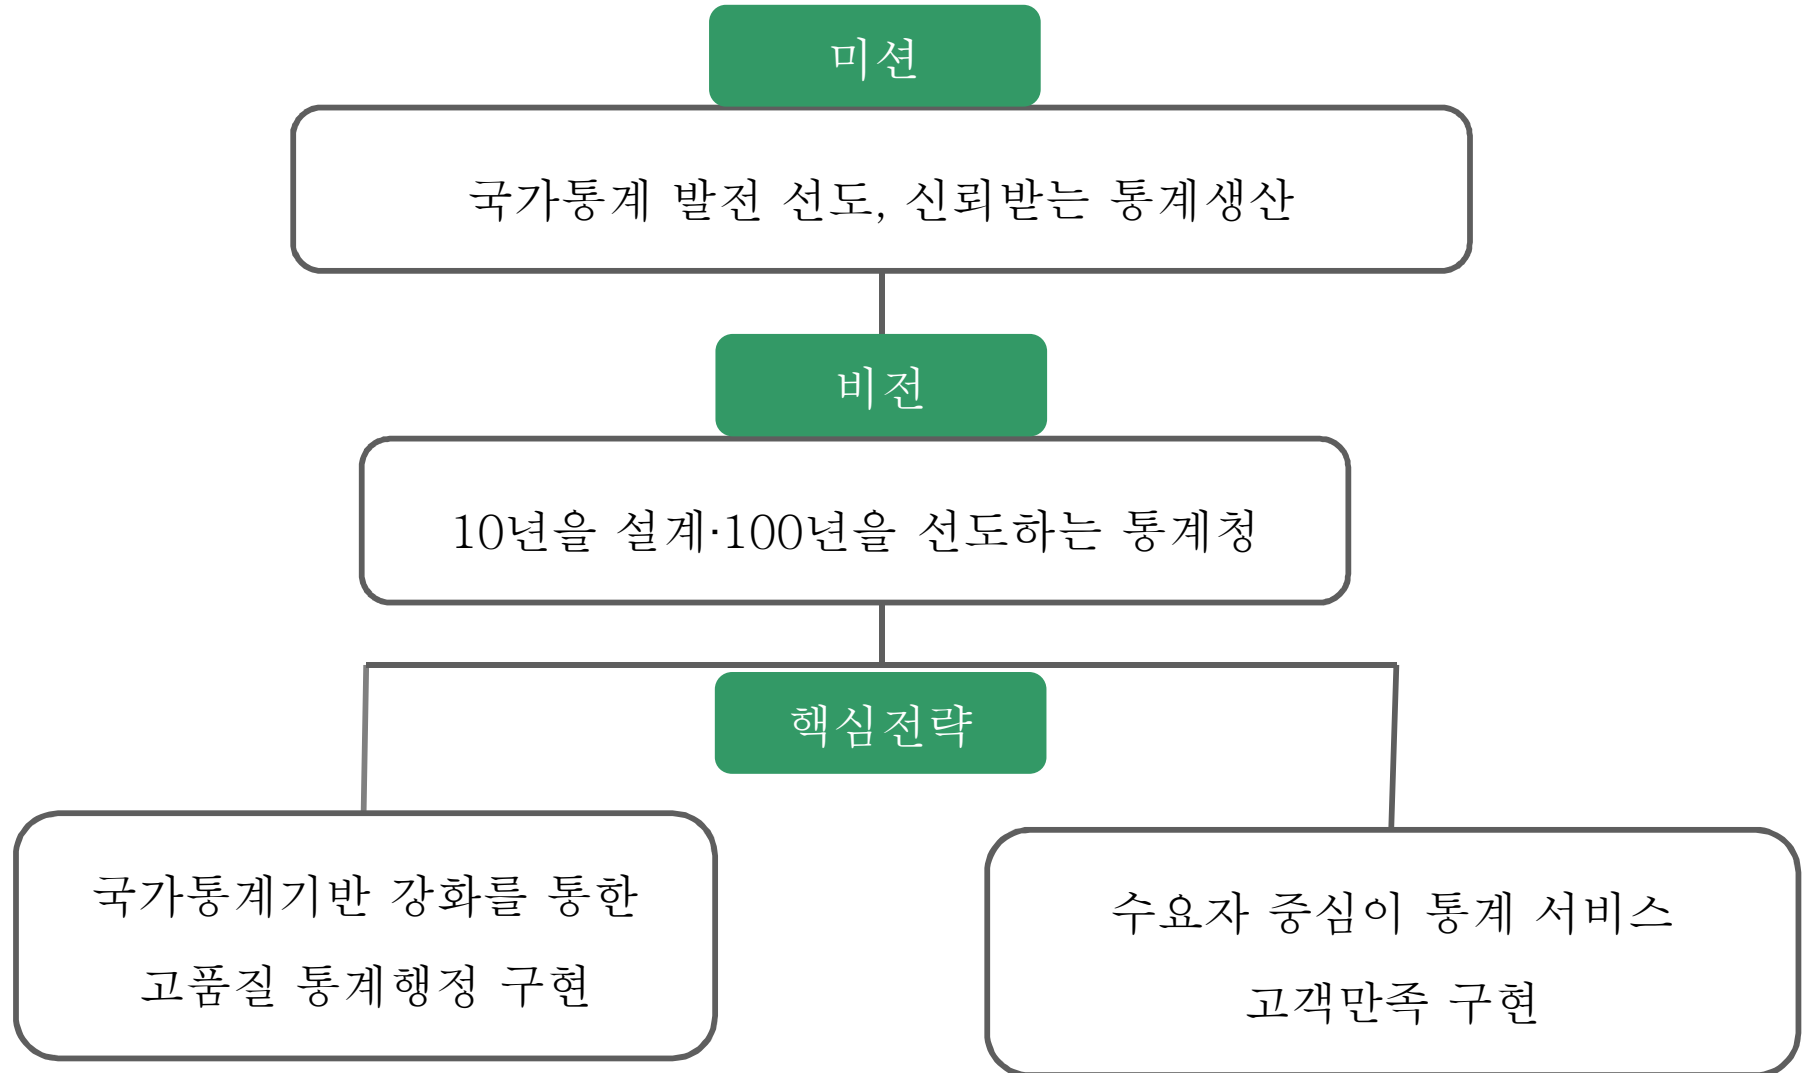 미션
국가통계 발전 선도, 신뢰받는 통계생산
비전
10년을 설계·100년을 선도하는 통계청
핵심전략
국가통계기반 강화를 통한
고품질 통계행정 구현
수요자 중심이 통계 서비스
고객만족 구현